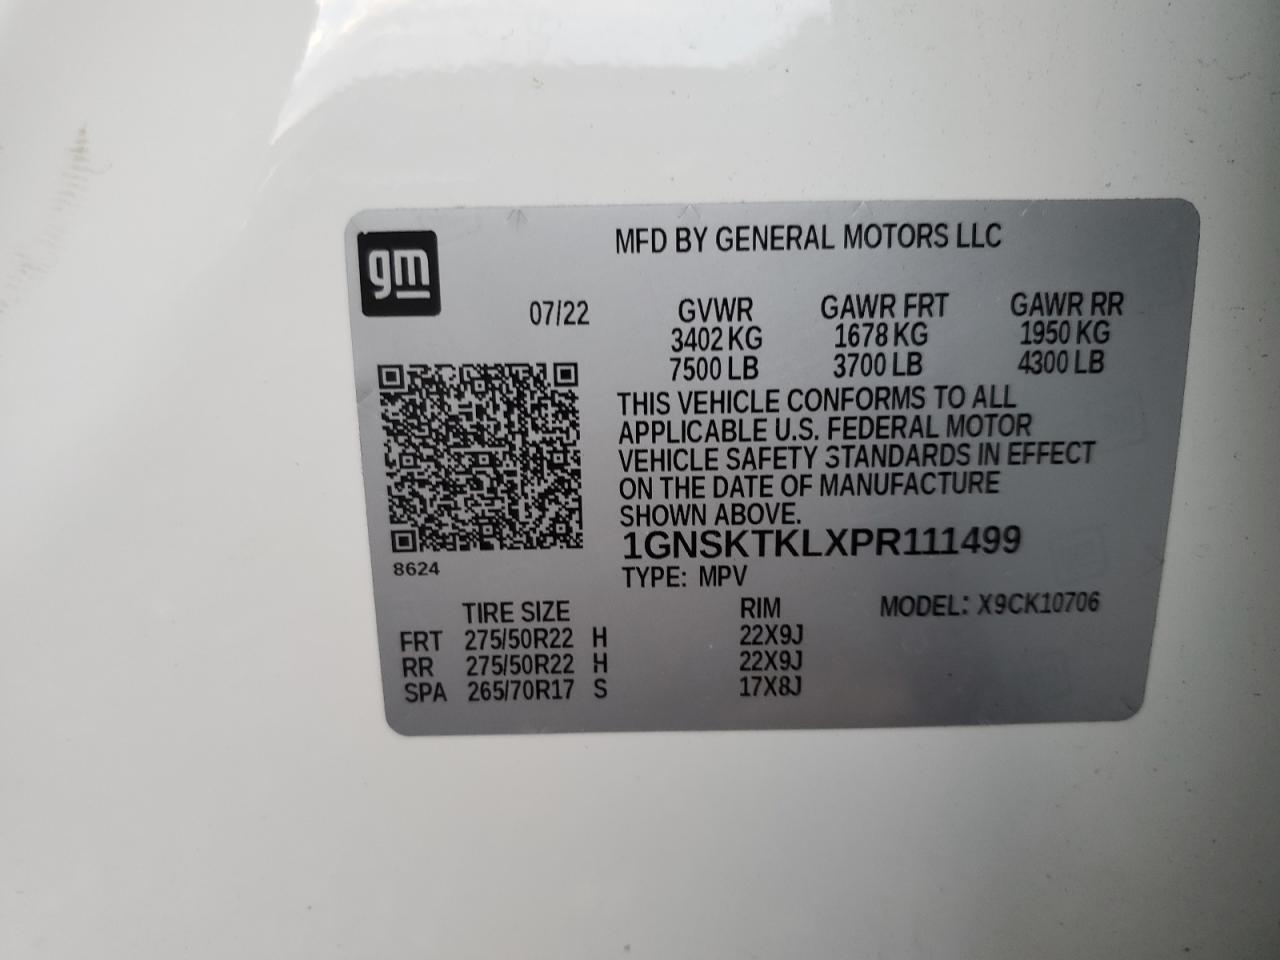 gm
MFD BY GENERAL MOTORS LLC
07/22 GVWR GAWR FRT GAWR RR
3402 KG 1678 KG 1950 KG
7500 LB 3700 LB 4300 LB
THIS VEHICLE CONFORMS TO ALL
APPLICABLE U.S. FEDERAL MOTOR
VEHICLE SAFETY STANDARDS IN EFFECT
ON THE DATE OF MANUFACTURE
SHOWN ABOVE.
1GNSKTKLXPR111499
8624
TYPE: MPV
TIRE SIZE RIM MODEL: X9CK10706
FRT 275/50R22 H 22X9J
RR 275/50R22 H 22X9J
SPA 265/70R17 S 17X8J